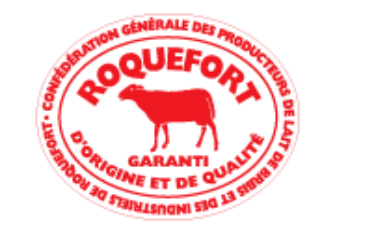 CONFÉDÉRATION GÉNÉRALE DES PRODUCTEURS DE LAIT DE BREBIS ET DES INDUSTRIELS DE ROQUEFORT •
ROQUEFORT
GARANTI
D'ORIGINE ET DE QUALITÉ